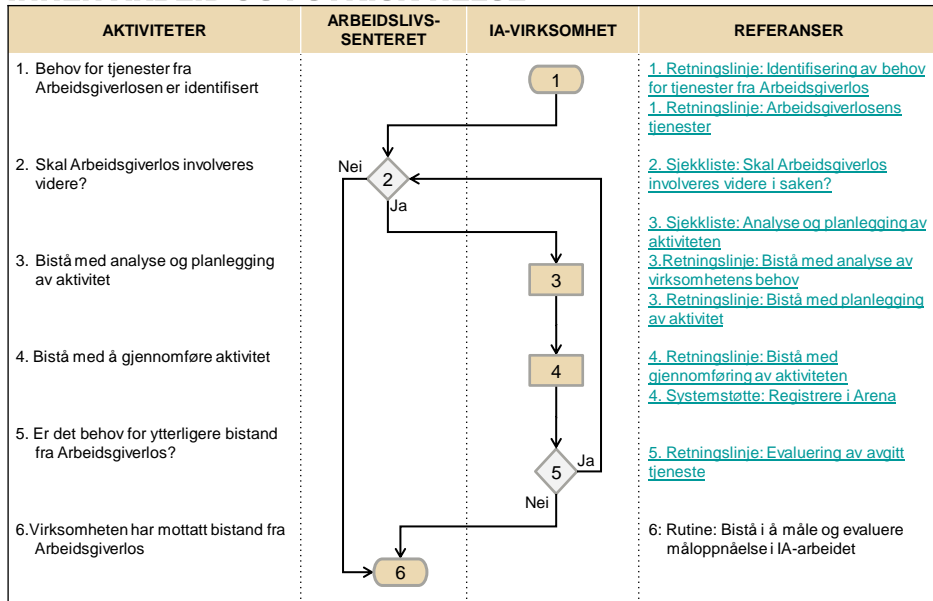 AKTIVITETER
ARBEIDSLIVS-
SENTERET
IA-VIRKSOMHET
REFERANSER
1. Behov for tjenester fra
Arbeidsgiverlosen er identifisert
1
1. Retningslinje: Identifisering av behov
for tjenester fra Arbeidsgiverlos
1. Retningslinje: Arbeidsgiverlosens
tjenester
2. Skal Arbeidsgiverlos involveres
videre?
Nei
2
Ja
2. Sjekkliste: Skal Arbeidsgiverlos
involveres videre i saken?
3. Bistå med analyse og planlegging
av aktivitet
3
3. Sjekkliste: Analyse og planlegging av
aktiviteten
3.Retningslinje: Bistå med analyse av
virksomhetens behov
3. Retningslinje: Bistå med planlegging
av aktivitet
4. Bistå med å gjennomføre aktivitet
4
4. Retningslinje: Bistå med
gjennomføring av aktiviteten
4. Systemstøtte: Registrere i Arena
5. Er det behov for ytterligere bistand
fra Arbeidsgiverlos?
5
Ja
Nei
5. Retningslinje: Evaluering av avgitt
tjeneste
6.Virksomheten har mottatt bistand fra
Arbeidsgiverlos
6
6: Rutine: Bistå i å måle og evaluere
måloppnåelse i IA-arbeidet